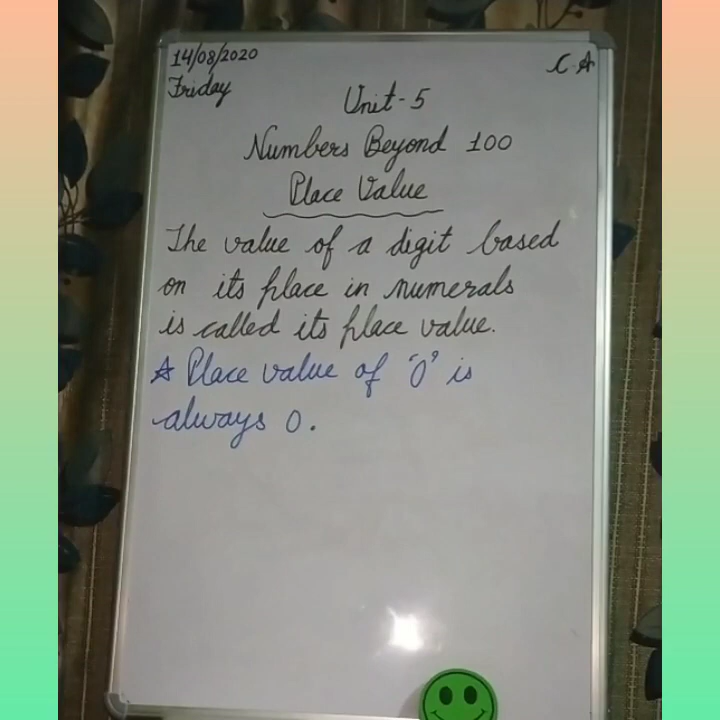 14/08/2020
Friday
C.A
Unit-5
Numbers Beyond 100
Place Value
The value of a digit based
on its place in numerals
is called its place value.
☆ Place value of '0' is
always 0.